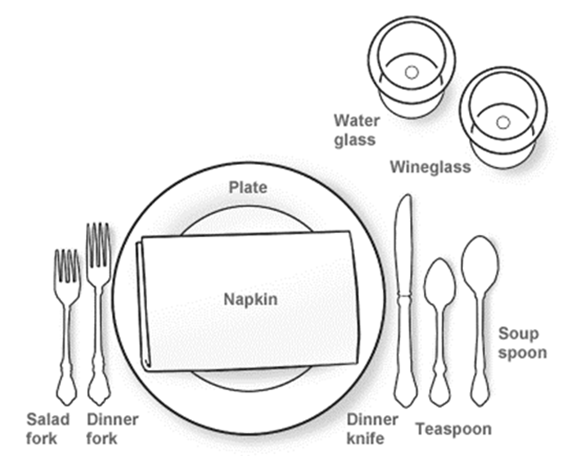 Water
glass
Wineglass
Plate
Napkin
Soup
spoon
Salad
fork
Dinner
fork
Dinner
knife
Teaspoon